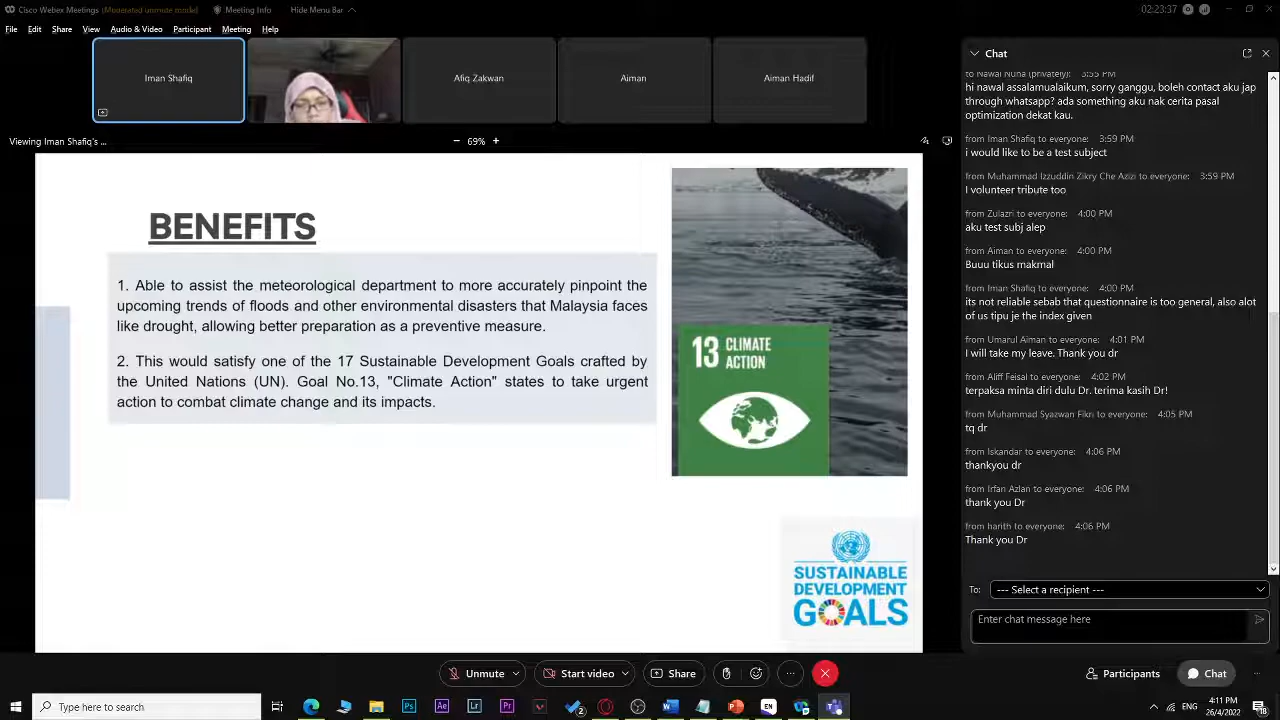 Cisco Webex Meetings (Moderated unmute mode) Meeting Info Hide Menu Bar 02:23:37
File Edit Share View Audio & Video Participant Meeting Help
Iman Shafiq
Afiq Zakwan
Aiman
Aiman Hadif
Viewing Iman Shafiq's ...
69%
BENEFITS
1. Able to assist the meteorological department to more accurately pinpoint the
upcoming trends of floods and other environmental disasters that Malaysia faces
like drought, allowing better preparation as a preventive measure.
2. This would satisfy one of the 17 Sustainable Development Goals crafted by
the United Nations (UN). Goal No.13, "Climate Action" states to take urgent
action to combat climate change and its impacts.
13 CLIMATE
ACTION
SUSTAINABLE
DEVELOPMENT
GOALS
Chat
to Nawal Nuha (privately): 3:55 PM
hi nawal assalamualaikum, sorry ganggu, boleh contact aku jap
through whatsapp? ada something aku nak cerita pasal
optimization dekat kau.
from Iman Shafiq to everyone: 3:59 PM
i would like to be a test subject
from Muhammad Izzuddin Zikry Che Azizi to everyone: 3:59 PM
I volunteer tribute too
from Zulazri to everyone: 4:00 PM
aku test subj alep
from Aiman to everyone: 4:00 PM
Buuu tikus makmal
from Iman Shafiq to everyone: 4:00 PM
its not reliable sebab that questionnaire is too general, also alot
of us tipu je the index given
from Umarul Aiman to everyone: 4:01 PM
I will take my leave. Thank you dr
from Aliff Feisal to everyone: 4:02 PM
terpaksa minta diri dulu Dr. terima kasih Dr!
from Muhammad Syazwan Fikri to everyone: 4:05 PM
tq dr
from Iskandar to everyone: 4:06 PM
thankyou dr
from Irfan Azlan to everyone: 4:06 PM
thank you Dr
from harith to everyone: 4:06 PM
Thank you Dr
To: --- Select a recipient ---
Enter chat message here
Unmute Start video Share Participants Chat
Type here to search
Ps Ae Lr Pr EN
4:11 PM
26/4/2022